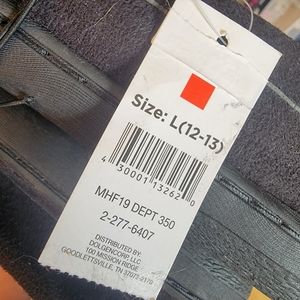 Size: L(12-13)
4 30001 13262 0
MHF19 DEPT 350
2-277-6407
DISTRIBUTED BY:
DOLGENCORP, LLC
100 MISSION RIDGE
GOODLETTSVILLE, TN 37072-2170